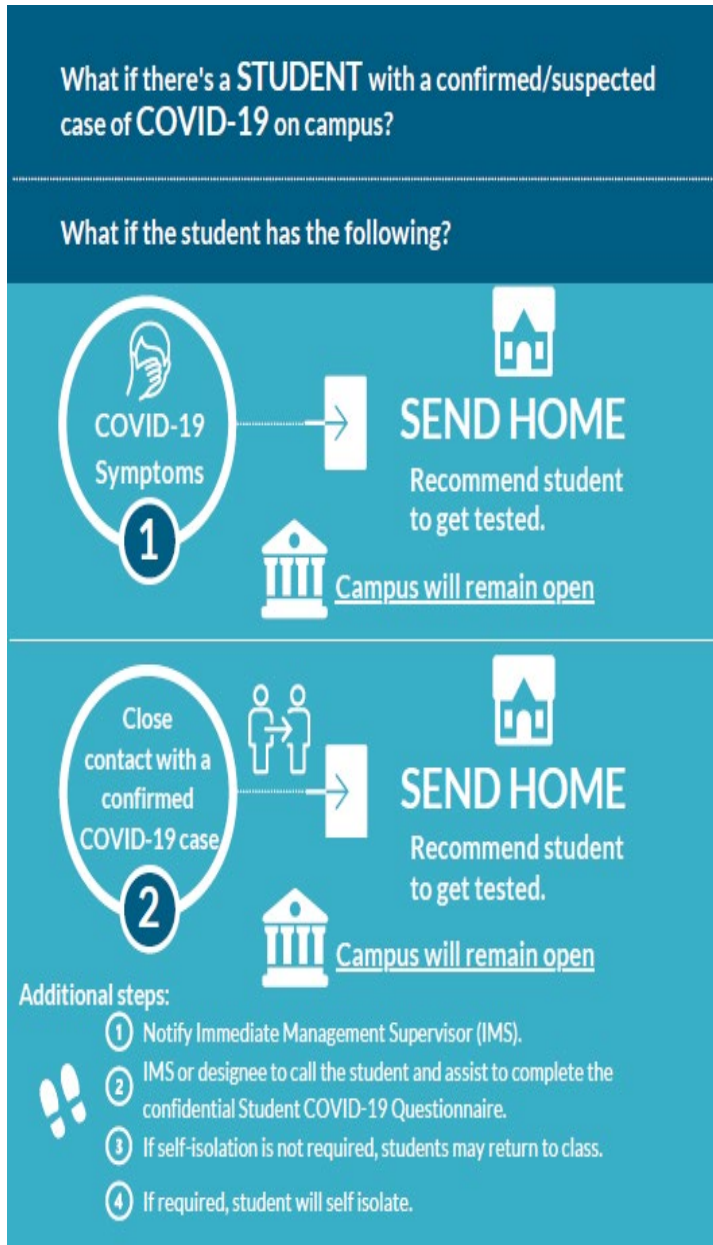 What if there's a STUDENT with a confirmed/suspected
case of COVID-19 on campus?
What if the student has the following?
COVID-19
Symptoms
1
SEND HOME
Recommend student
to get tested.
Campus will remain open
Close
contact with a
confirmed
COVID-19 case
2
SEND HOME
Recommend student
to get tested.
Campus will remain open
Additional steps:
1 Notify Immediate Management Supervisor (IMS).
2 IMS or designee to call the student and assist to complete the
confidential Student COVID-19 Questionnaire.
3 If self-isolation is not required, students may return to class.
4 If required, student will self isolate.